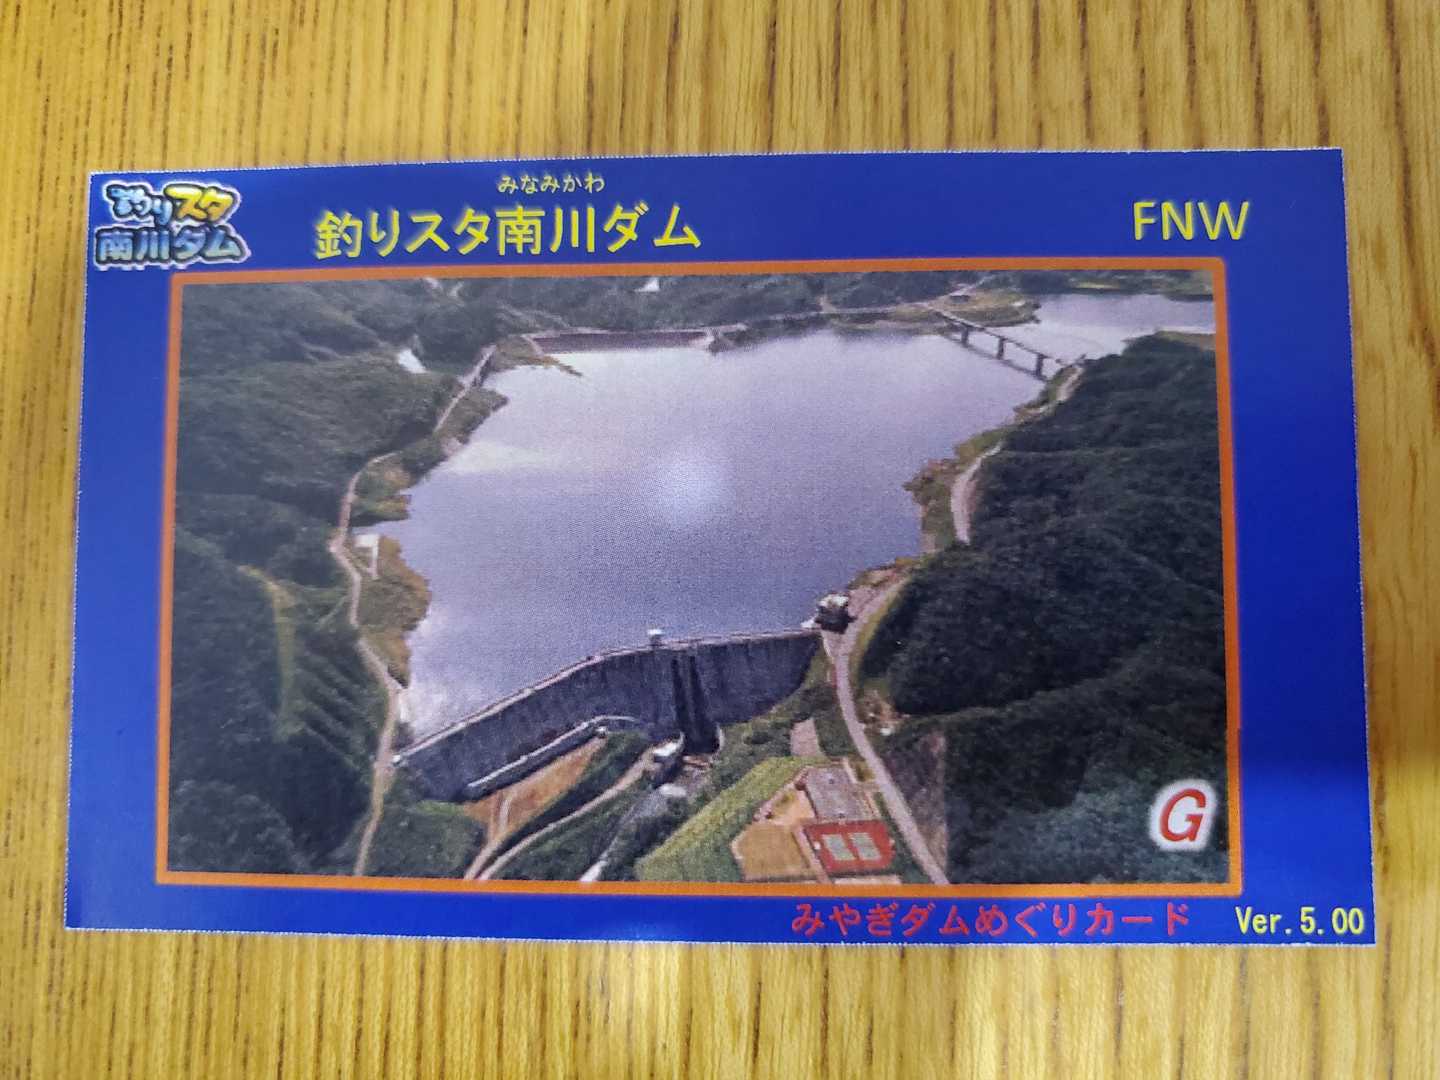 釣りスタ
南川ダム
みなみかわ
釣りスタ南川ダム
FNW
G
みやぎダムめぐりカード
Ver.5.00